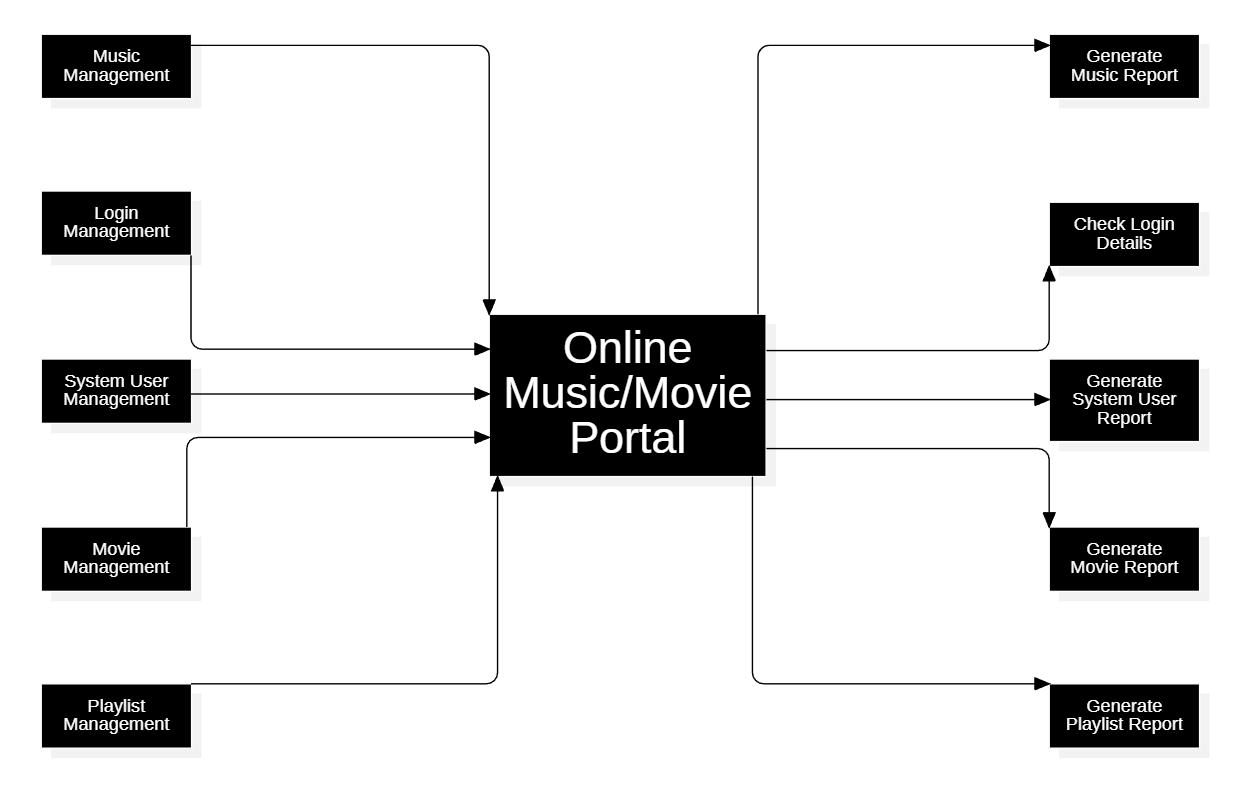 Music
Management
Generate
Music Report
Login
Management
Check Login
Details
Online
Music/Movie
Portal
System User
Management
Generate
System User
Report
Movie
Management
Generate
Movie Report
Playlist
Management
Generate
Playlist Report